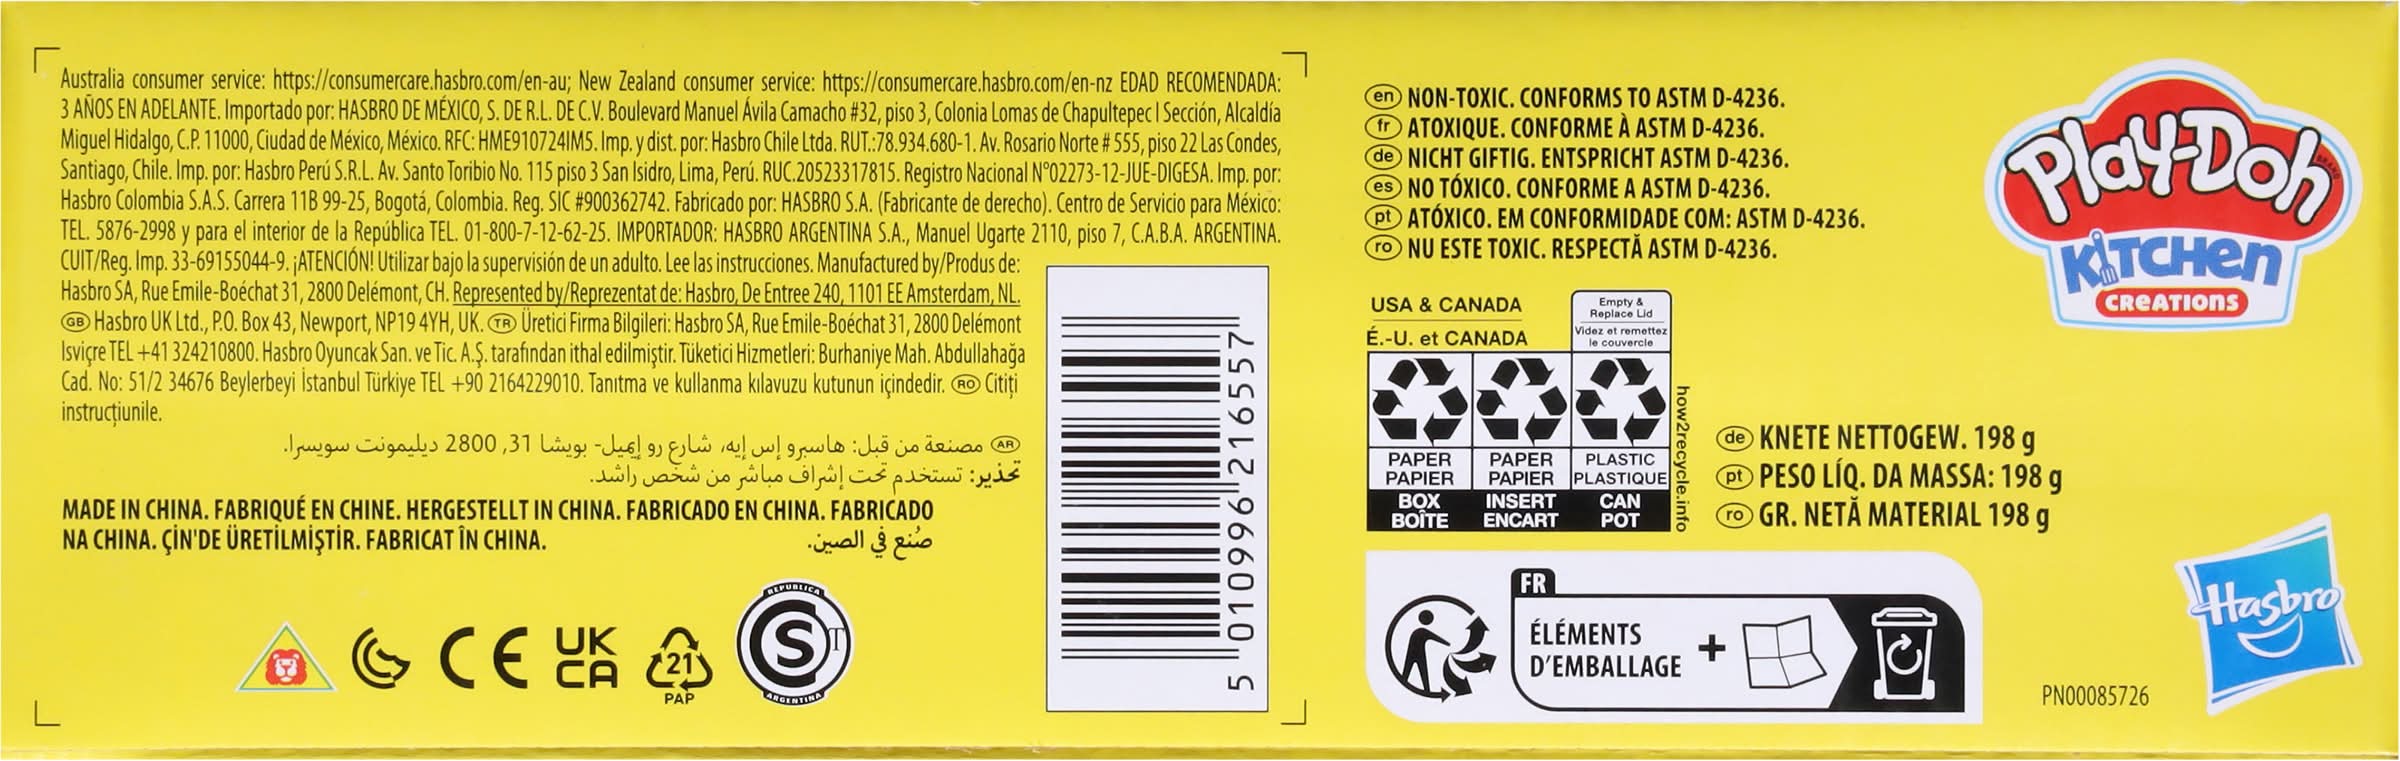 Australia consumer service: https://consumercare.hasbro.com/en-au; New Zealand consumer service: https://consumercare.hasbro.com/en-nz EDAD RECOMENDADA:
3 AÑOS EN ADELANTE. Importado por: HASBRO DE MÉXICO, S. DE R.L. DE C.V. Boulevard Manuel Ávila Camacho #32, piso 3, Colonia Lomas de Chapultepec I Sección, Alcaldía
Miguel Hidalgo, C.P. 11000, Ciudad de México, México. RFC: HME910724IM5. Imp. y dist. por: Hasbro Chile Ltda. RUT.:78.934.680-1. Av. Rosario Norte # 555, piso 22 Las Condes,
Santiago, Chile. Imp. por: Hasbro Perú S.R.L. Av. Santo Toribio No. 115 piso 3 San Isidro, Lima, Perú. RUC.20523317815. Registro Nacional N°02273-12-JUE-DIGESA. Imp. por:
Hasbro Colombia S.A.S. Carrera 11B 99-25, Bogotá, Colombia. Reg. SIC #900362742. Fabricado por: HASBRO S.A. (Fabricante de derecho). Centro de Servicio para México:
TEL. 5876-2998 y para el interior de la República TEL. 01-800-7-12-62-25. IMPORTADOR: HASBRO ARGENTINA S.A., Manuel Ugarte 2110, piso 7, C.A.B.A. ARGENTINA.
CUIT/Reg. Imp. 33-69155044-9. ¡ATENCIÓN! Utilizar bajo la supervisión de un adulto. Lee las instrucciones. Manufactured by/Produs de:
Hasbro SA, Rue Emile-Boéchat 31, 2800 Delémont, CH. Represented by/Reprezentat de: Hasbro, De Entree 240, 1101 EE Amsterdam, NL.
GB Hasbro UK Ltd., P.O. Box 43, Newport, NP19 4YH, UK. TR Üretici Firma Bilgileri: Hasbro SA, Rue Emile-Boéchat 31, 2800 Delémont
Isviçre TEL +41 324210800. Hasbro Oyuncak San. ve Tic. A.Ş. tarafından ithal edilmiştir. Tüketici Hizmetleri: Burhaniye Mah. Abdullahağa
Cad. No: 51/2 34676 Beylerbeyi İstanbul Türkiye TEL +90 2164229010. Tanıtma ve kullanma kılavuzu kutunun içindedir. RO Citiți
instrucțiunile.
AR مصنعة من قبل: هاسبرو إس إيه، شارع رو إيميل- بويشا 31, 2800 ديليمونت سويسرا.
تحذير: تستخدم تحت إشراف مباشر من شخص راشد.
MADE IN CHINA. FABRIQUÉ EN CHINE. HERGESTELLT IN CHINA. FABRICADO EN CHINA. FABRICADO
NA CHINA. ÇİN'DE ÜRETİLMİŞTİR. FABRICAT ÎN CHINA. صُنع في الصين.
CE
UK
CA
21
PAP
REPUBLICA
S T
ARGENTINA
5 010996 216557
en NON-TOXIC. CONFORMS TO ASTM D-4236.
fr ATOXIQUE. CONFORME À ASTM D-4236.
de NICHT GIFTIG. ENTSPRICHT ASTM D-4236.
es NO TÓXICO. CONFORME A ASTM D-4236.
pt ATÓXICO. EM CONFORMIDADE COM: ASTM D-4236.
ro NU ESTE TOXIC. RESPECTĂ ASTM D-4236.
USA & CANADA
É.-U. et CANADA
Empty &
Replace Lid
Videz et remettez
le couvercle
PAPER
PAPIER
BOX
BOÎTE
PAPER
PAPIER
INSERT
ENCART
PLASTIC
PLASTIQUE
CAN
POT
how2recycle.info
FR
ÉLÉMENTS
D'EMBALLAGE
+
de KNETE NETTOGEW. 198 g
pt PESO LÍQ. DA MASSA: 198 g
ro GR. NETĂ MATERIAL 198 g
Play-Doh
BRAND
KITCHEN
CREATIONS
Hasbro
PN00085726